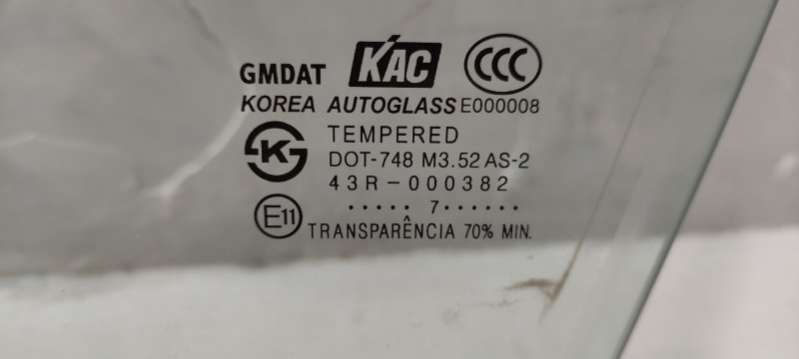 GMDAT KAC CCC
KOREA AUTOGLASS E000008
TEMPERED
DOT-748 M3.52 AS-2
43R-000382
E11 ····· 7······
TRANSPARÊNCIA 70% MIN.